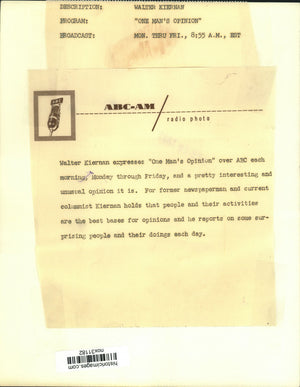 DESCRIPTION: WALTER KIERNAN
PROGRAM: "ONE MAN'S OPINION"
BROADCAST: MON. THRU FRI., 8:55 A.M., EST
ABC-AM
radio photo
Walter Kiernan expresses "One Man's Opinion" over ABC each
morning, Monday through Friday, and a pretty interesting and
unusual opinion it is. For former newspaperman and current
columnist Kiernan holds that people and their activities
are the best bases for opinions and he reports on some sur-
prising people and their doings each day.
historicimages.com
nox31182